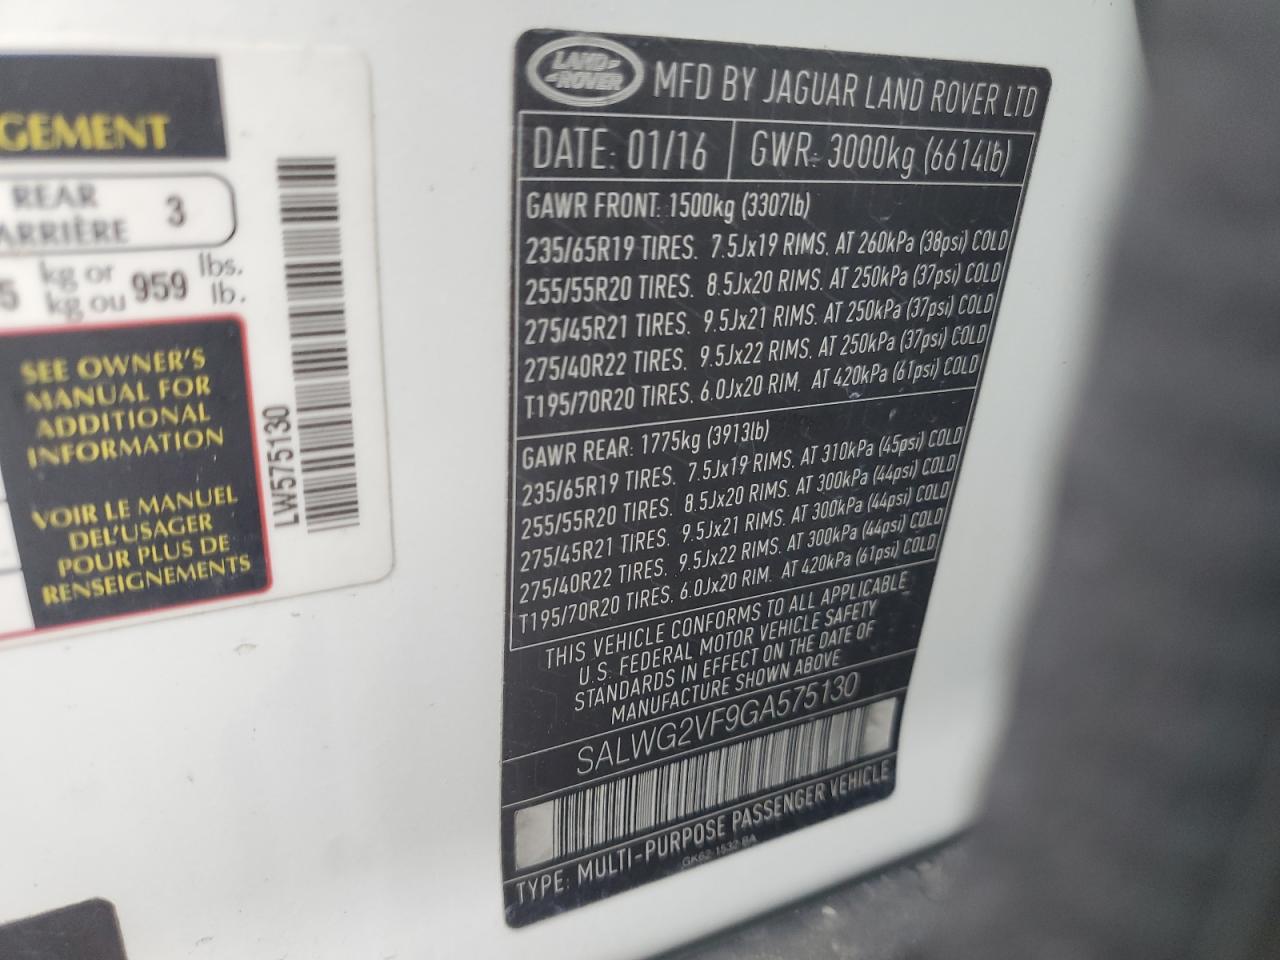 GEMENT
REAR
ARRIÈRE
3
5 kg or 959 lbs.
kg ou lb.
SEE OWNER'S
MANUAL FOR
ADDITIONAL
INFORMATION
VOIR LE MANUEL
DEL'USAGER
POUR PLUS DE
RENSEIGNEMENTS
LW575130
LAND ROVER
MFD BY JAGUAR LAND ROVER LTD
DATE: 01/16 GWR: 3000kg (6614lb)
GAWR FRONT: 1500kg (3307lb)
235/65R19 TIRES. 7.5Jx19 RIMS. AT 260kPa (38psi) COLD
255/55R20 TIRES. 8.5Jx20 RIMS. AT 250kPa (37psi) COLD
275/45R21 TIRES. 9.5Jx21 RIMS. AT 250kPa (37psi) COLD
275/40R22 TIRES. 9.5Jx22 RIMS. AT 250kPa (37psi) COLD
T195/70R20 TIRES. 6.0Jx20 RIM. AT 420kPa (61psi) COLD
GAWR REAR: 1775kg (3913lb)
235/65R19 TIRES. 7.5Jx19 RIMS. AT 310kPa (45psi) COLD
255/55R20 TIRES. 8.5Jx20 RIMS. AT 300kPa (44psi) COLD
275/45R21 TIRES. 9.5Jx21 RIMS. AT 300kPa (44psi) COLD
275/40R22 TIRES. 9.5Jx22 RIMS. AT 300kPa (44psi) COLD
T195/70R20 TIRES. 6.0Jx20 RIM. AT 420kPa (61psi) COLD
THIS VEHICLE CONFORMS TO ALL APPLICABLE
U.S. FEDERAL MOTOR VEHICLE SAFETY
STANDARDS IN EFFECT ON THE DATE OF
MANUFACTURE SHOWN ABOVE
SALWG2VF9GA575130
TYPE: MULTI-PURPOSE PASSENGER VEHICLE
GK62-1532-BA